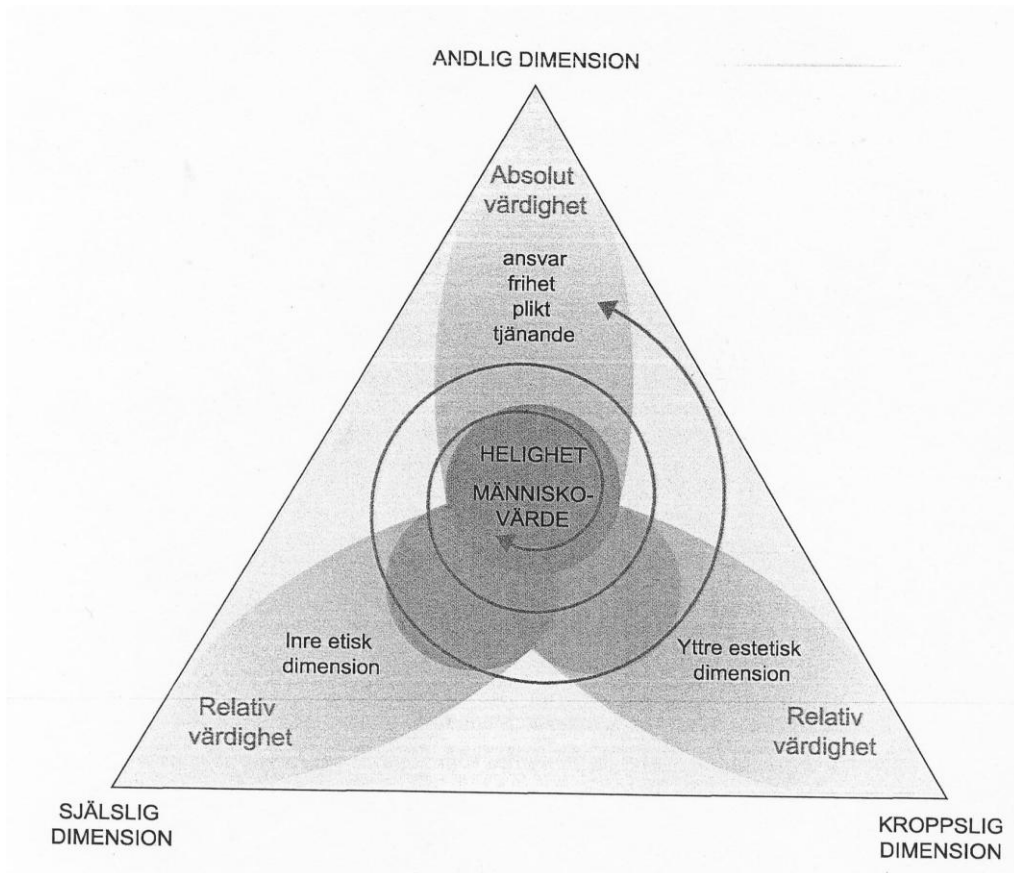 ANDLIG DIMENSION
Absolut
värdighet
ansvar
frihet
plikt
tjänande
HELIGHET
MÄNNISKO-
VÄRDE
Inre etisk
dimension
Yttre estetisk
dimension
Relativ
värdighet
Relativ
värdighet
SJÄLSLIG
DIMENSION
KROPPSLIG
DIMENSION